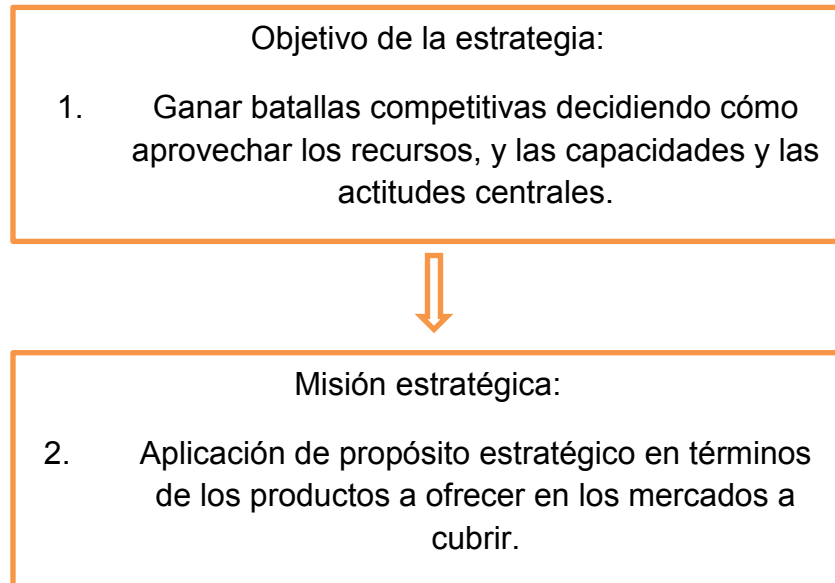 Objetivo de la estrategia:
1. Ganar batallas competitivas decidiendo cómo
aprovechar los recursos, y las capacidades y las
actitudes centrales.
Misión estratégica:
2. Aplicación de propósito estratégico en términos
de los productos a ofrecer en los mercados a
cubrir.